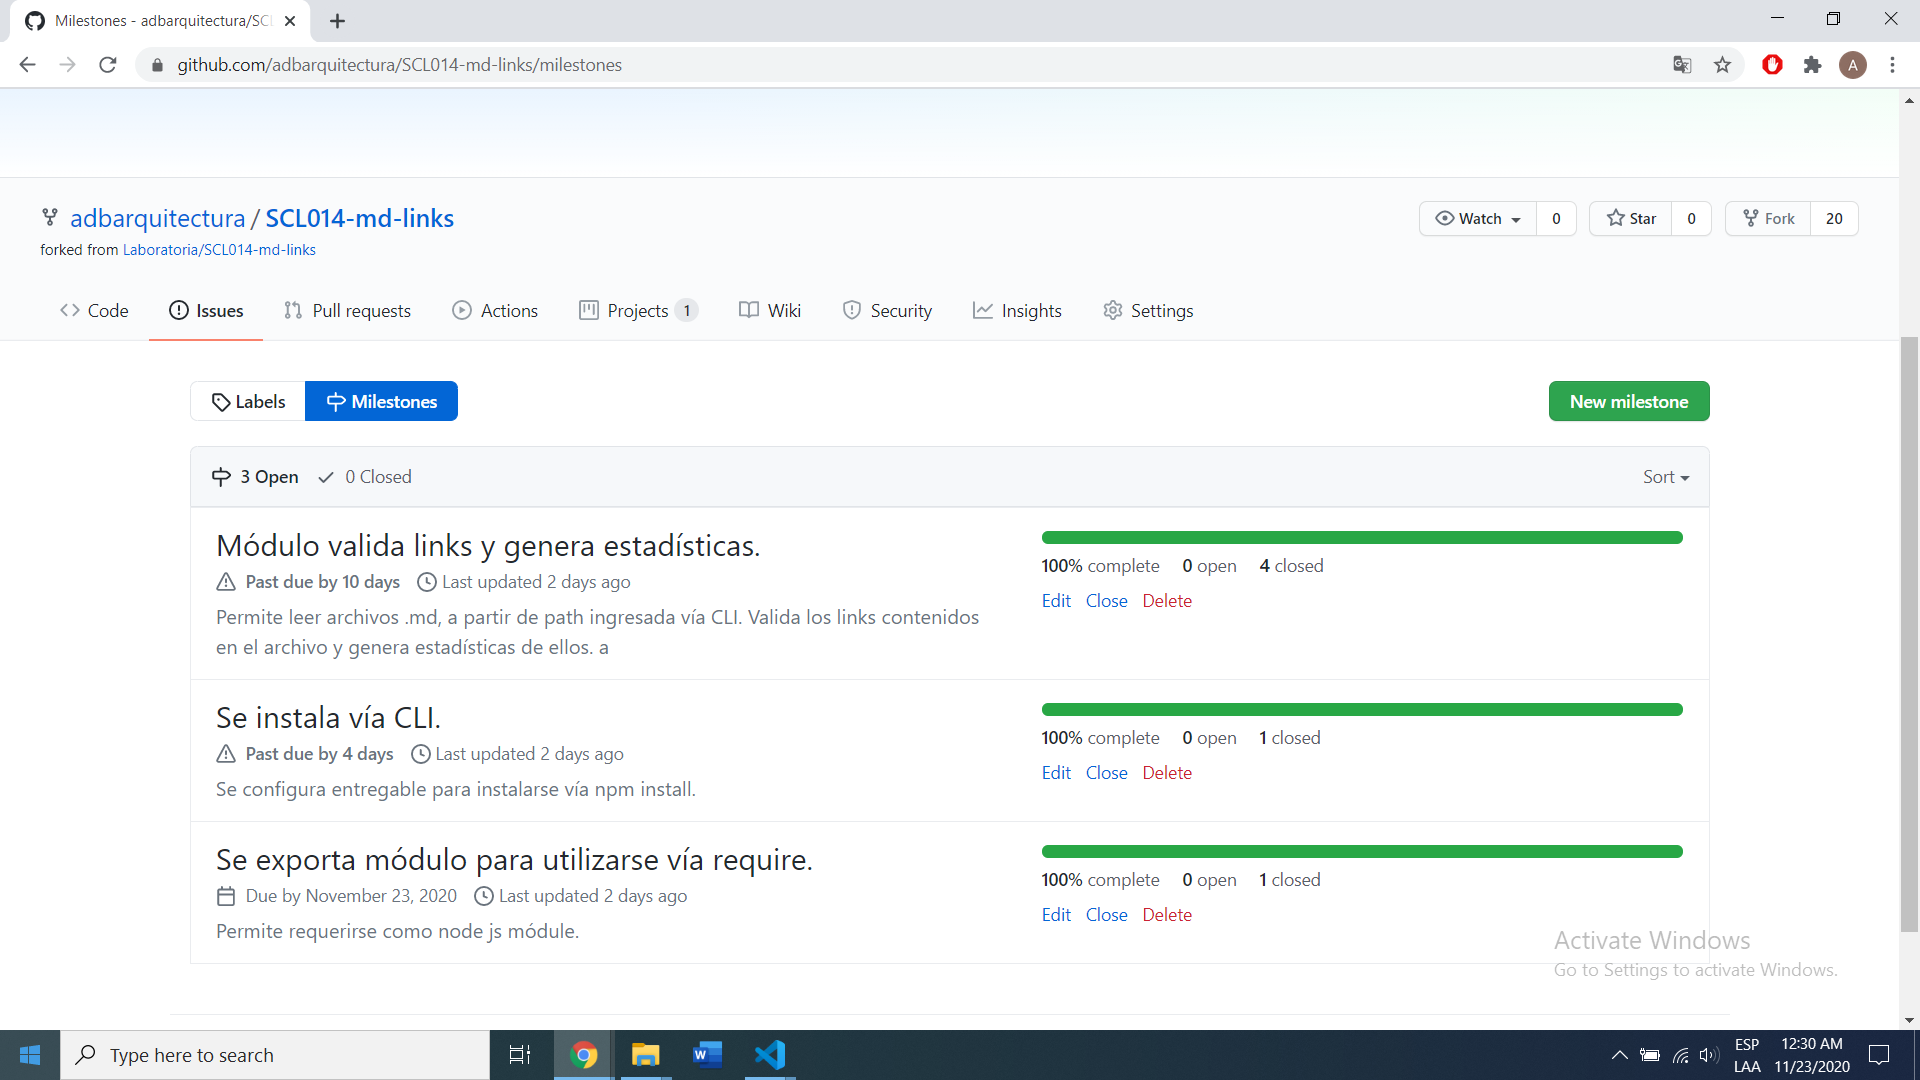 Milestones - adbarquitectura/SCL
github.com/adbarquitectura/SCL014-md-links/milestones
A
adbarquitectura / SCL014-md-links
Watch 0 Star 0 Fork 20
forked from Laboratoria/SCL014-md-links
Code Issues Pull requests Actions Projects 1 Wiki Security Insights Settings
Labels Milestones New milestone
3 Open 0 Closed Sort
Módulo valida links y genera estadísticas.
Past due by 10 days Last updated 2 days ago
Permite leer archivos .md, a partir de path ingresada vía CLI. Valida los links contenidos
en el archivo y genera estadísticas de ellos. a
100% complete 0 open 4 closed
Edit Close Delete
Se instala vía CLI.
Past due by 4 days Last updated 2 days ago
Se configura entregable para instalarse vía npm install.
100% complete 0 open 1 closed
Edit Close Delete
Se exporta módulo para utilizarse vía require.
Due by November 23, 2020 Last updated 2 days ago
Permite requerirse como node js módule.
100% complete 0 open 1 closed
Edit Close Delete
Activate Windows
Go to Settings to activate Windows.
Type here to search
ESP
LAA
12:30 AM
11/23/2020